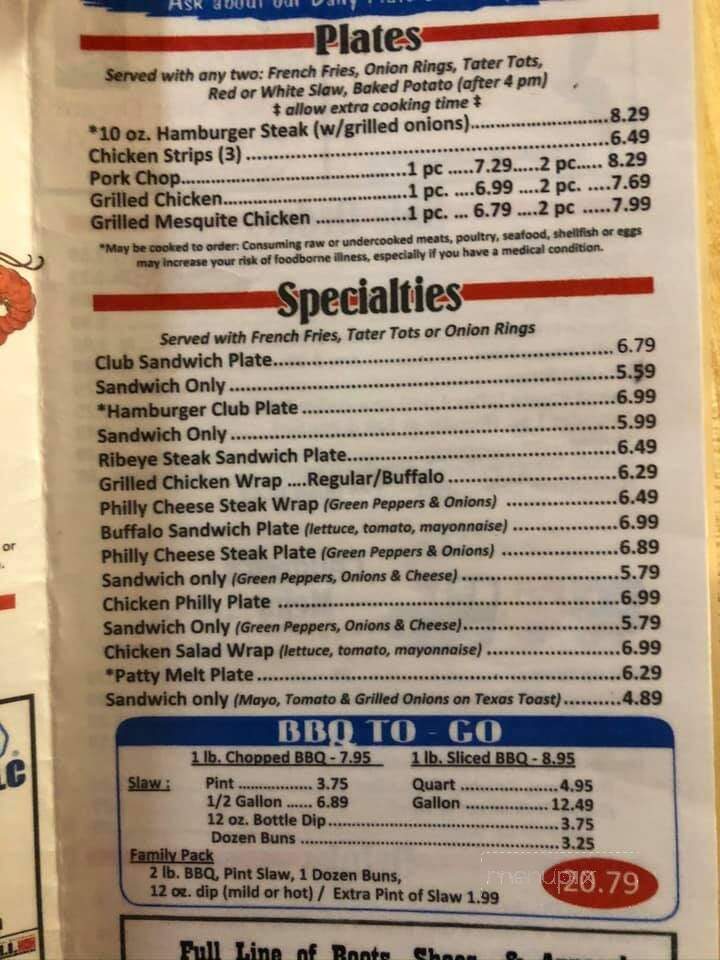 Ask about our Daily Plate
Plates
Served with any two: French Fries, Onion Rings, Tater Tots,
Red or White Slaw, Baked Potato (after 4 pm)
‡ allow extra cooking time ‡
*10 oz. Hamburger Steak (w/grilled onions)..........8.29
Chicken Strips (3) ..........6.49
Pork Chop..........1 pc .....7.29.....2 pc..... 8.29
Grilled Chicken..........1 pc. ....6.99 ....2 pc. ....7.69
Grilled Mesquite Chicken ..........1 pc. ... 6.79 ....2 pc .....7.99
*May be cooked to order: Consuming raw or undercooked meats, poultry, seafood, shellfish or eggs
may increase your risk of foodborne illness, especially if you have a medical condition.
Specialties
Served with French Fries, Tater Tots or Onion Rings
Club Sandwich Plate.......... 6.79
Sandwich Only ..........5.59
*Hamburger Club Plate ..........6.99
Sandwich Only ..........5.99
Ribeye Steak Sandwich Plate..........6.49
Grilled Chicken Wrap ....Regular/Buffalo ..........6.29
Philly Cheese Steak Wrap (Green Peppers & Onions) ..........6.49
Buffalo Sandwich Plate (lettuce, tomato, mayonnaise) ..........6.99
Philly Cheese Steak Plate (Green Peppers & Onions) ..........6.89
Sandwich only (Green Peppers, Onions & Cheese) ..........5.79
Chicken Philly Plate ..........6.99
Sandwich Only (Green Peppers, Onions & Cheese)..........5.79
Chicken Salad Wrap (lettuce, tomato, mayonnaise) ..........6.99
*Patty Melt Plate ..........6.29
Sandwich only (Mayo, Tomato & Grilled Onions on Texas Toast)..........4.89
BBQ TO - GO
1 lb. Chopped BBQ - 7.95 1 lb. Sliced BBQ - 8.95
Slaw : Pint .......... 3.75 Quart ..........4.95
1/2 Gallon ...... 6.89 Gallon .......... 12.49
12 oz. Bottle Dip..........3.75
Dozen Buns ..........3.25
Family Pack
2 lb. BBQ, Pint Slaw, 1 Dozen Buns,
12 oz. dip (mild or hot) / Extra Pint of Slaw 1.99
menupix
26.79
Full Line of Boots, Shoes, &
or
LC